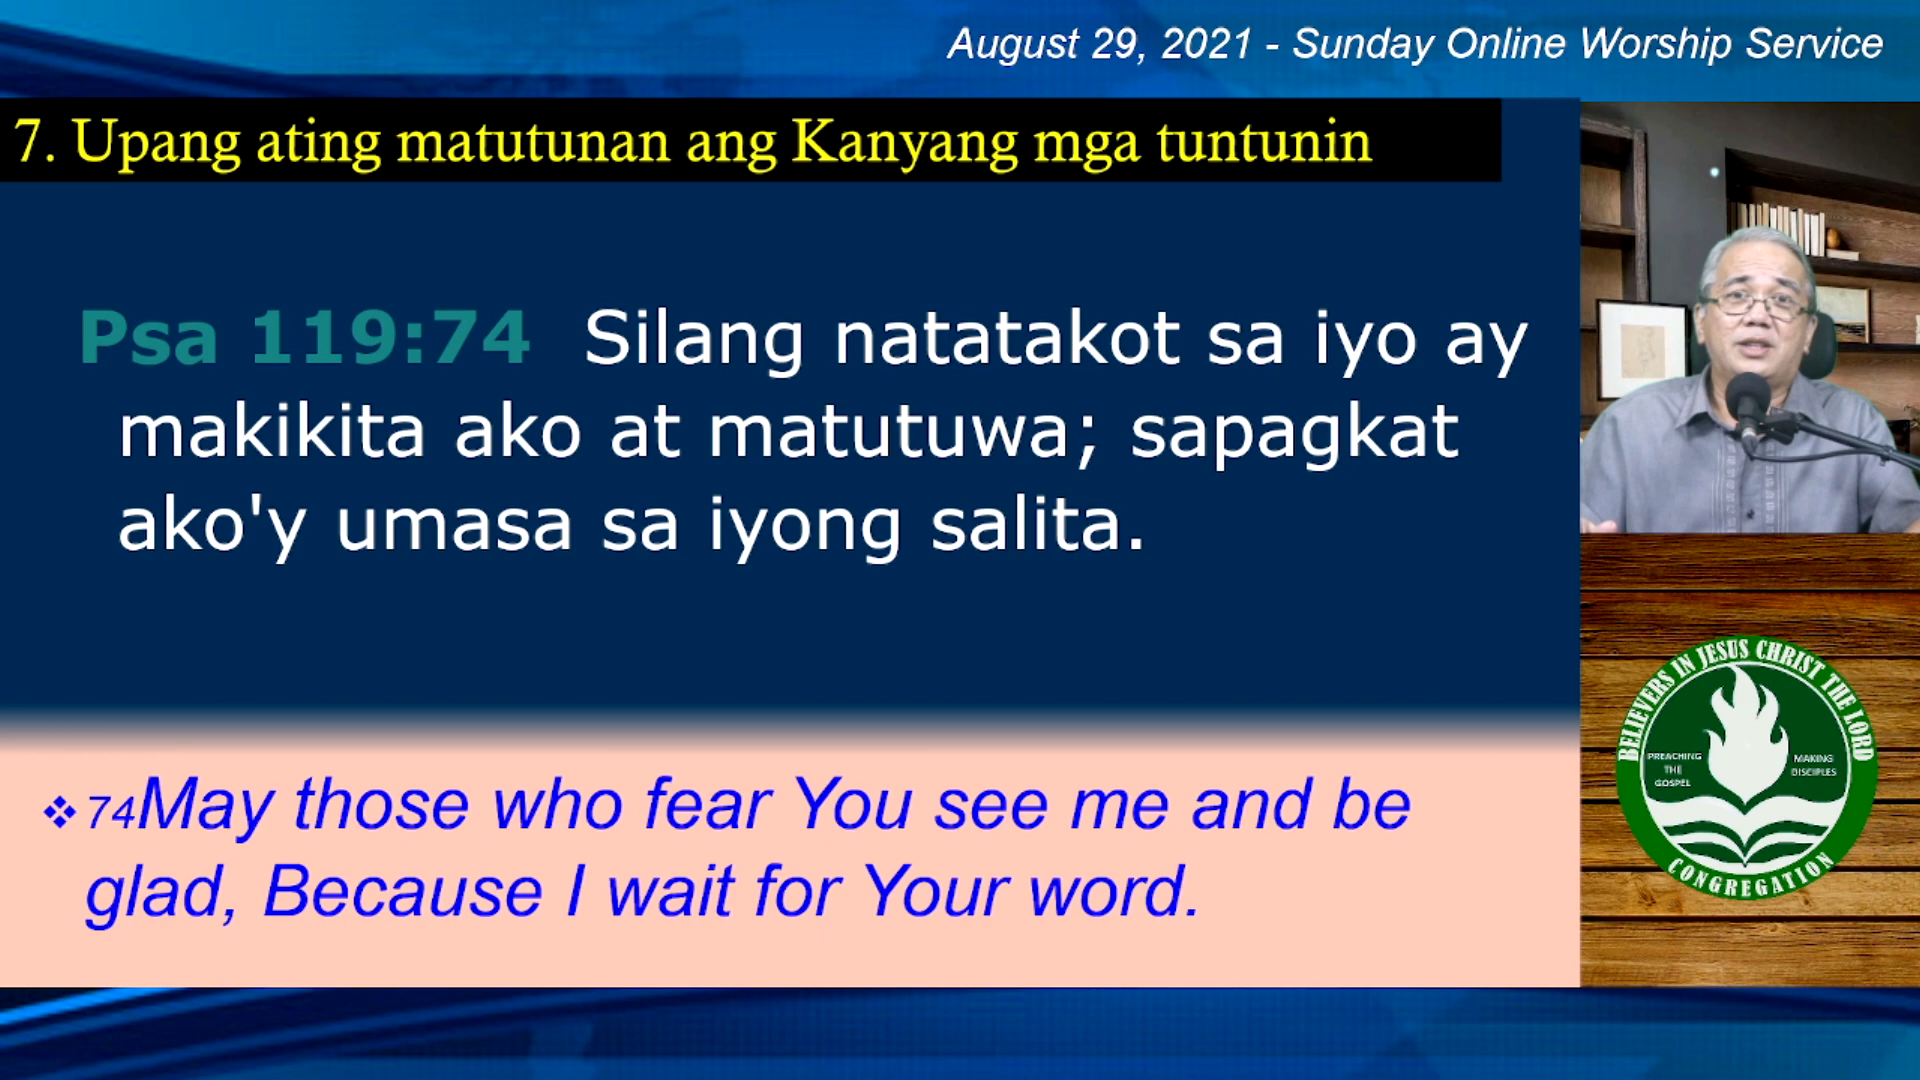 August 29, 2021 - Sunday Online Worship Service
7. Upang ating matutunan ang Kanyang mga tuntunin
Psa 119:74 Silang natatakot sa iyo ay
makikita ako at matutuwa; sapagkat
ako'y umasa sa iyong salita.
❖ 74May those who fear You see me and be
glad, Because I wait for Your word.
BELIEVERS IN JESUS CHRIST THE LORD
PREACHING
THE
GOSPEL
MAKING
DISCIPLES
CONGREGATION